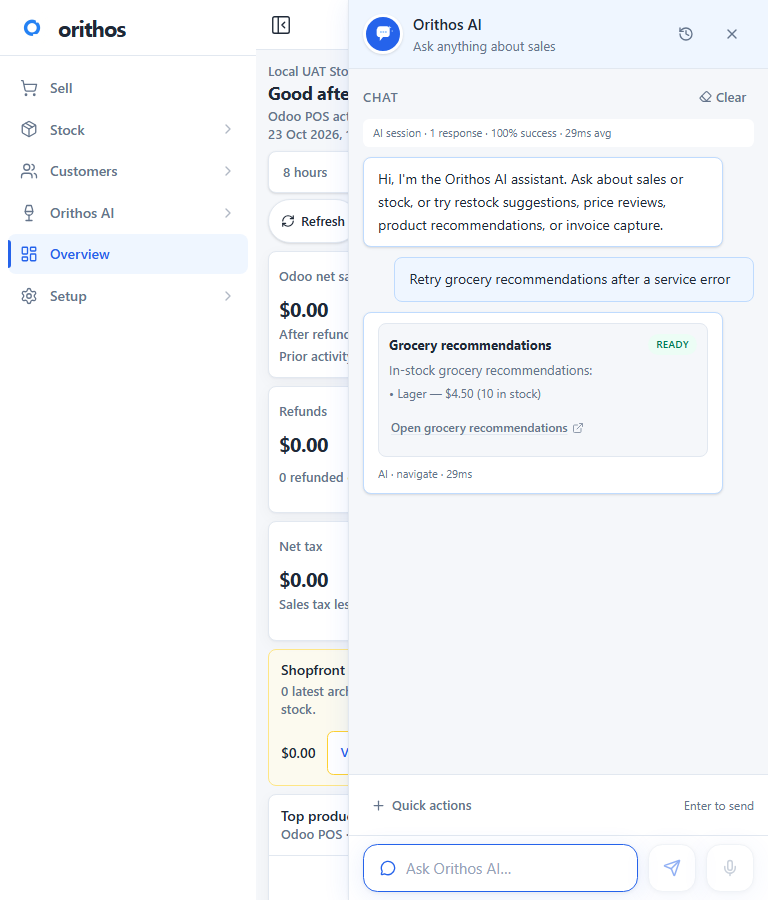 orithos
Sell
Stock
Customers
Orithos AI
Overview
Setup
Local UAT Sto
Good afte
Odoo POS act
23 Oct 2026,
8 hours
Refresh
Odoo net sa
$0.00
After refund
Prior activity
Refunds
$0.00
0 refunded
Net tax
$0.00
Sales tax les
Shopfront
0 latest arch
stock.
$0.00
V
Top produ
Odoo POS ·
Orithos AI
Ask anything about sales
CHAT
Clear
AI session · 1 response · 100% success · 29ms avg
Hi, I'm the Orithos AI assistant. Ask about sales or
stock, or try restock suggestions, price reviews,
product recommendations, or invoice capture.
Retry grocery recommendations after a service error
Grocery recommendations
READY
In-stock grocery recommendations:
• Lager — $4.50 (10 in stock)
Open grocery recommendations
AI · navigate · 29ms
Quick actions
Enter to send
Ask Orithos AI...